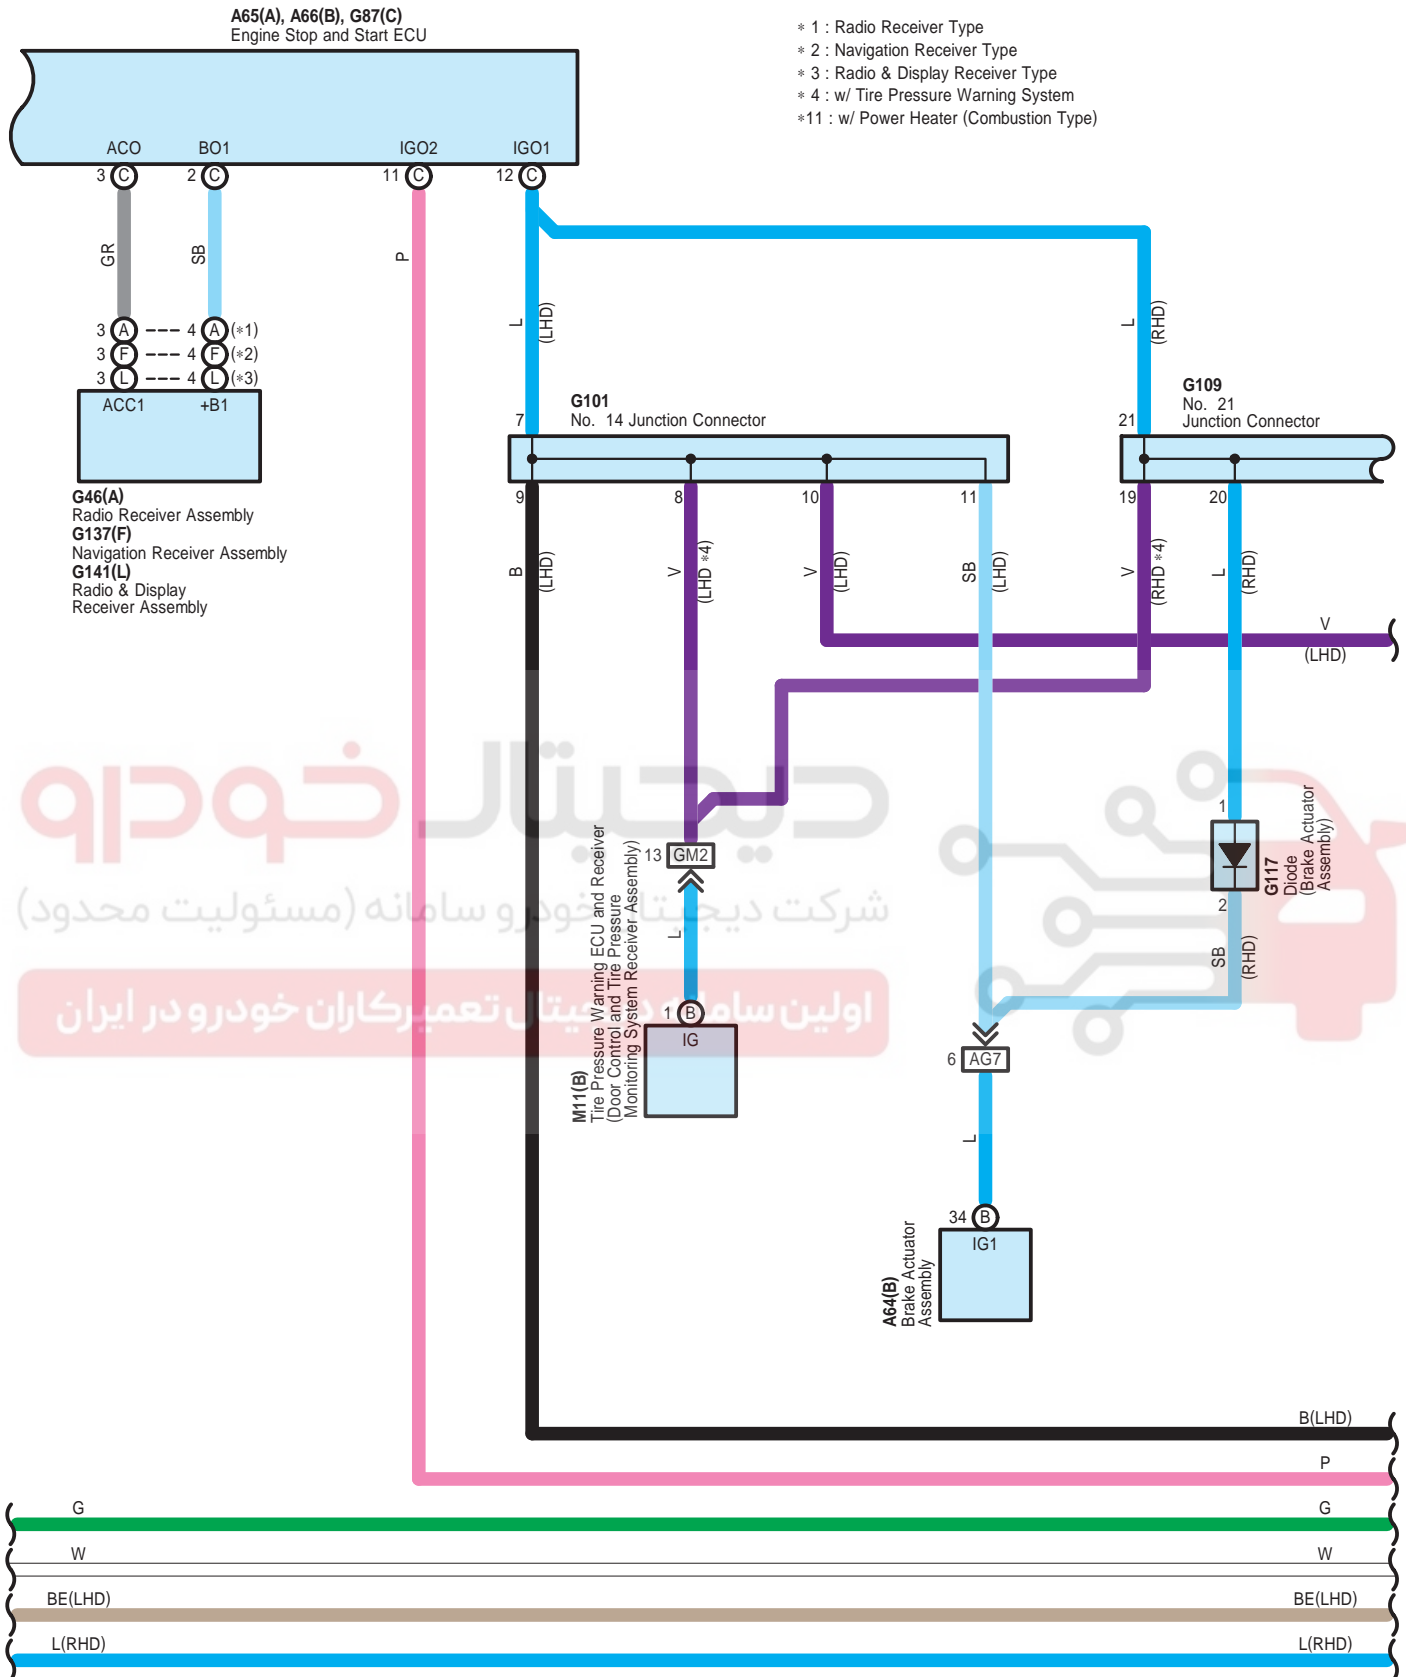 A65(A), A66(B), G87(C)
Engine Stop and Start ECU
* 1 : Radio Receiver Type
* 2 : Navigation Receiver Type
* 3 : Radio & Display Receiver Type
* 4 : w/ Tire Pressure Warning System
*11 : w/ Power Heater (Combustion Type)
ACO BO1 IGO2 IGO1
3 C 2 C 11 C 12 C
GR SB P
L (LHD) L (RHD)
3 A 4 A (*1)
3 F 4 F (*2)
3 L 4 L (*3)
ACC1 +B1
G46(A)
Radio Receiver Assembly
G137(F)
Navigation Receiver Assembly
G141(L)
Radio & Display
Receiver Assembly
G101
No. 14 Junction Connector
G109
No. 21
Junction Connector
7 21
9 8 10 11 19 20
B (LHD) V (LHD *4) V (LHD) SB (LHD) V (RHD *4) L (RHD)
V
(LHD)
دیجیتال خودرو
شرکت دیجیتال خودرو سامانه (مسئولیت محدود)
اولین سامانه دیجیتال تعمیرکاران خودرو در ایران
13 GM2
L
1 B
IG
M11(B)
Tire Pressure Warning ECU and Receiver
(Door Control and Tire Pressure
Monitoring System Receiver Assembly)
1
2
G117
Diode
(Brake Actuator
Assembly)
SB (RHD)
6 AG7
L
34 B
IG1
A64(B)
Brake Actuator
Assembly
B(LHD)
P
G G
W W
BE(LHD) BE(LHD)
L(RHD) L(RHD)